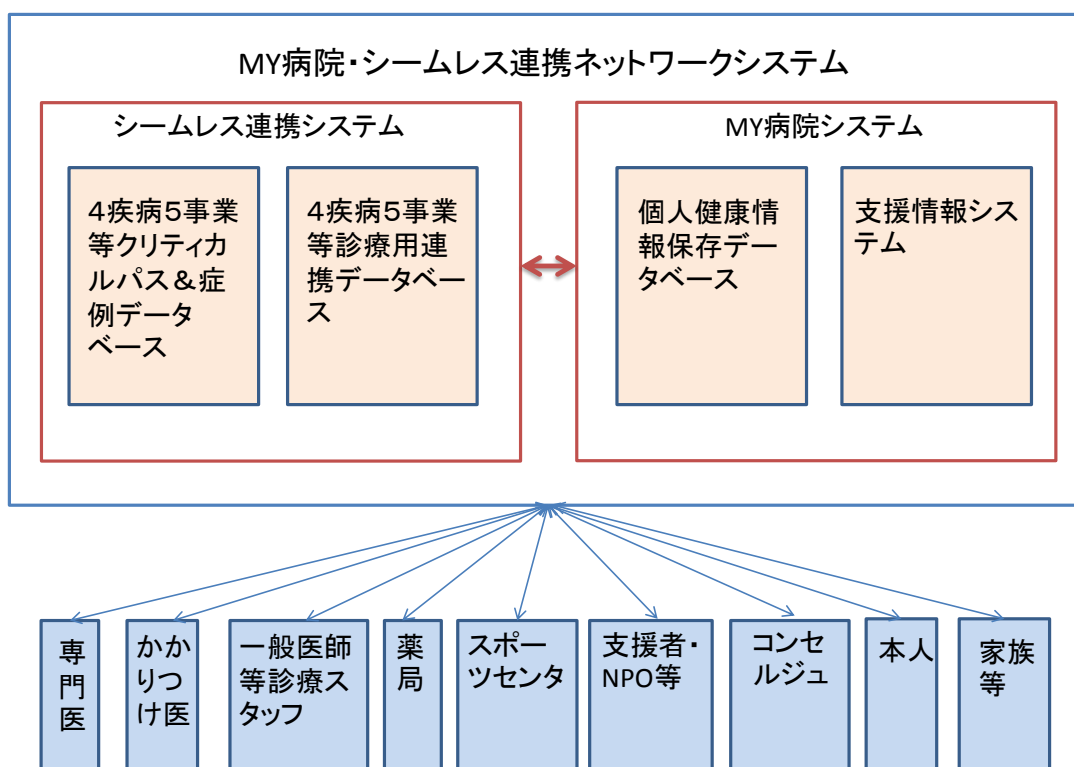 MY病院・シームレス連携ネットワークシステム
シームレス連携システム
４疾病５事業
等クリティカ
ルパス＆症
例データ
ベース
４疾病５事業
等診療用連
携データベー
ス
MY病院システム
個人健康情
報保存デー
タベース
支援情報シス
テム
専
門
医
かか
りつ
け医
一般医師
等診療ス
タッフ
薬
局
スポー
ツセンタ
支援者・
NPO等
コンセ
ルジュ
本人
家族
等